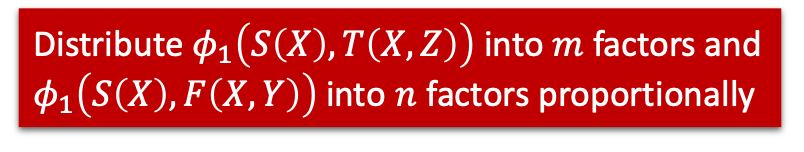 Distribute 𝝓₁(𝑺(𝑿), 𝑻(𝑿, 𝒁)) into 𝒎 factors and
𝝓₁(𝑺(𝑿), 𝑭(𝑿, 𝒀)) into 𝒏 factors proportionally